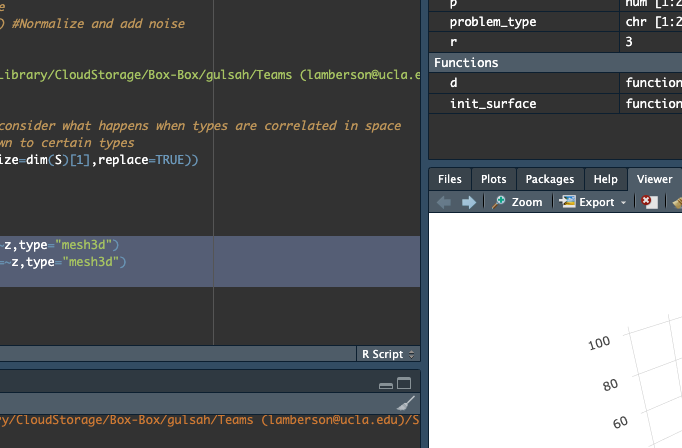 e
) #Normalize and add noise
Library/CloudStorage/Box-Box/gulsah/Teams (lamberson@ucla.e
consider what happens when types are correlated in space
wn to certain types
ize=dim(S)[1],replace=TRUE))
~z,type="mesh3d")
=~z,type="mesh3d")
R Script
ry/CloudStorage/Box-Box/gulsah/Teams (lamberson@ucla.edu)/S
p num [1:2
problem_type chr [1:2
r 3
Functions
d function
init_surface function
Files Plots Packages Help Viewer
Zoom Export
100
80
60